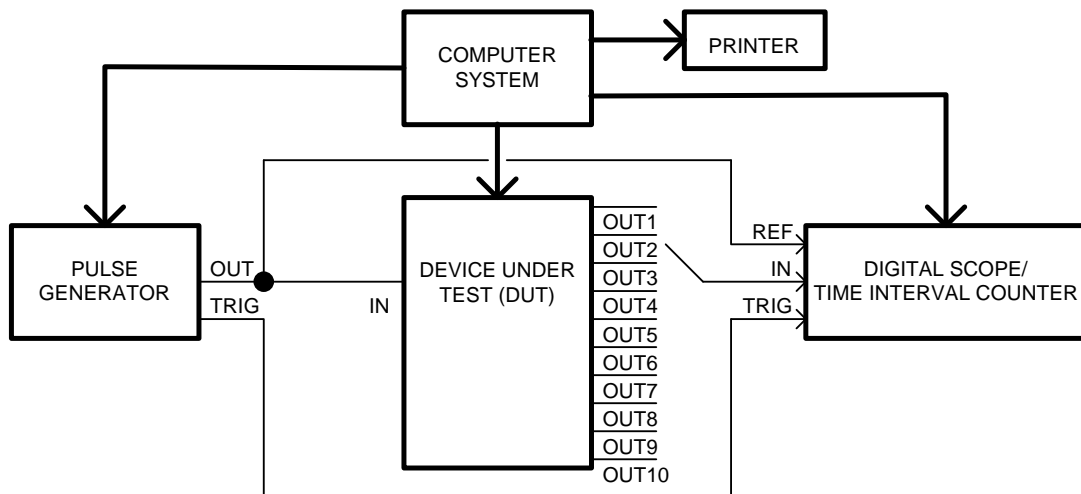 COMPUTER
SYSTEM
PRINTER
PULSE
GENERATOR
OUT
TRIG
IN
DEVICE UNDER
TEST (DUT)
OUT1
OUT2
OUT3
OUT4
OUT5
OUT6
OUT7
OUT8
OUT9
OUT10
REF
IN
TRIG
DIGITAL SCOPE/
TIME INTERVAL COUNTER